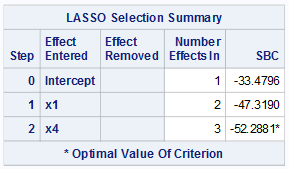 LASSO Selection Summary
Step Effect Entered Effect Removed Number Effects In SBC
0 Intercept 1 -33.4796
1 x1 2 -47.3190
2 x4 3 -52.2881*
* Optimal Value Of Criterion